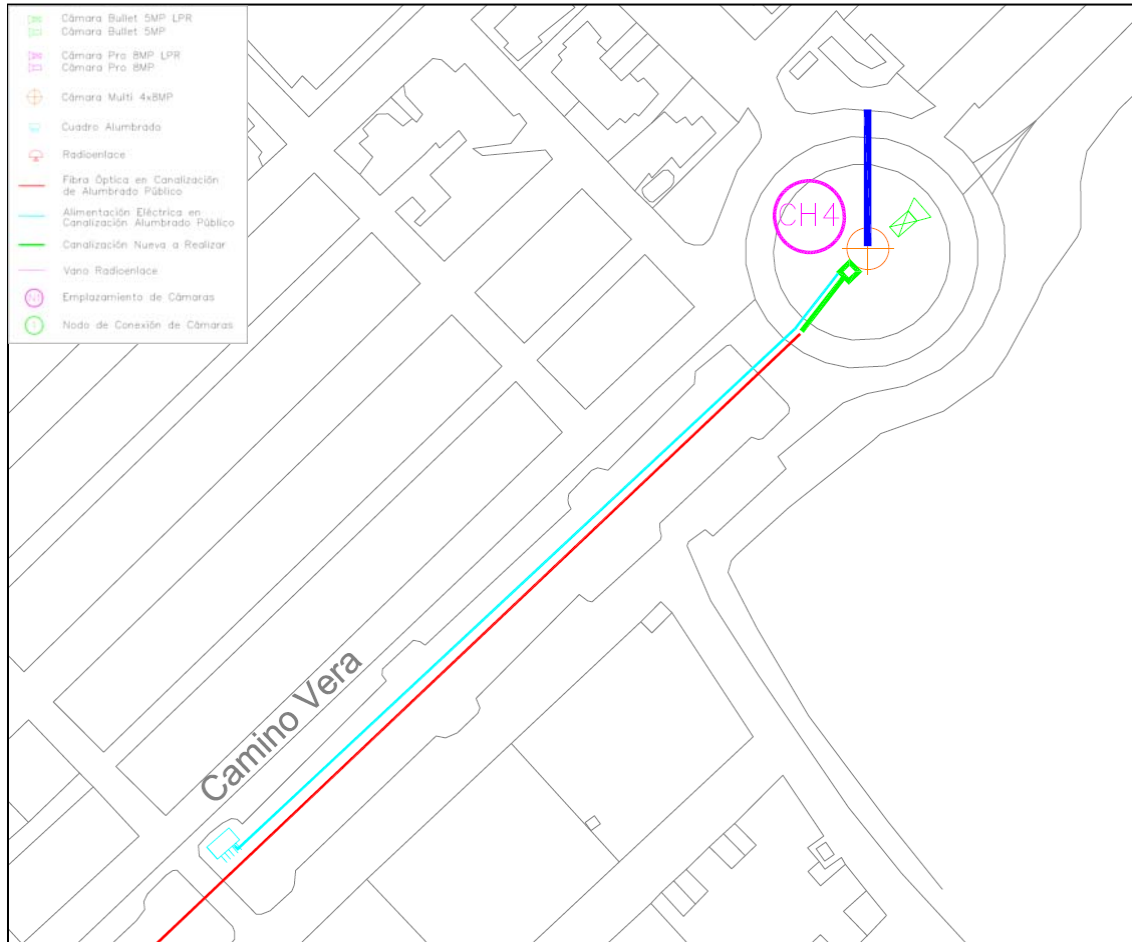 Cámara Bullet 5MP LPR
Cámara Bullet 5MP
Cámara Pro 8MP LPR
Cámara Pro 8MP
Cámara Multi 4x8MP
Cuadro Alumbrado
Radioenlace
Fibra Óptica en Canalización
de Alumbrado Público
Alimentación Eléctrica en
Canalización Alumbrado Público
Canalización Nueva a Realizar
Vano Radioenlace
Emplazamiento de Cámaras
Nodo de Conexión de Cámaras
CH4
Camino Vera